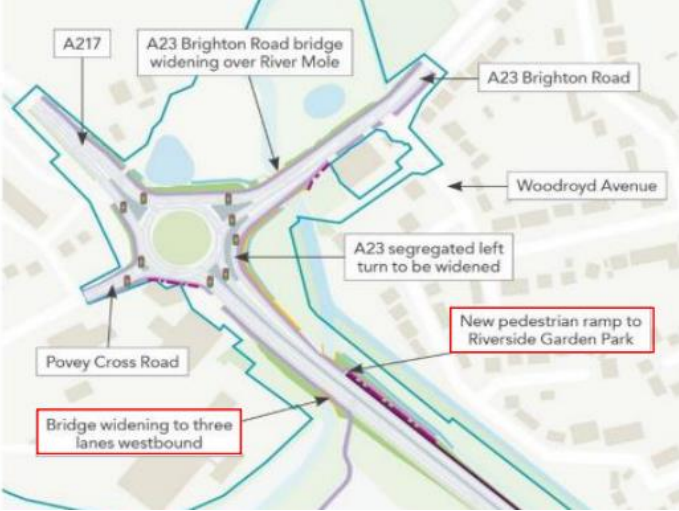 A217
A23 Brighton Road bridge
widening over River Mole
A23 Brighton Road
Woodroyd Avenue
A23 segregated left
turn to be widened
New pedestrian ramp to
Riverside Garden Park
Povey Cross Road
Bridge widening to three
lanes westbound